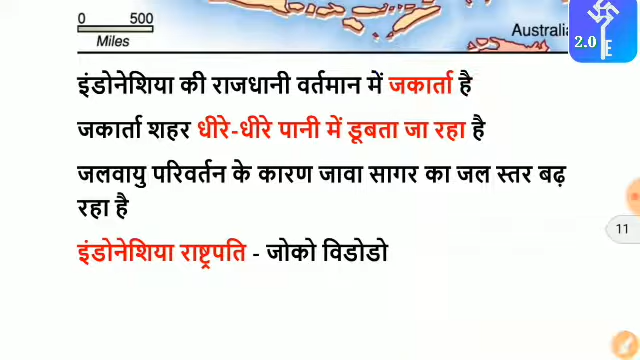 0 500
Miles
Australia
2.0 E
इंडोनेशिया की राजधानी वर्तमान में जकार्ता है
जकार्ता शहर धीरे-धीरे पानी में डूबता जा रहा है
जलवायु परिवर्तन के कारण जावा सागर का जल स्तर बढ़
रहा है
11
इंडोनेशिया राष्ट्रपति - जोको विडोडो